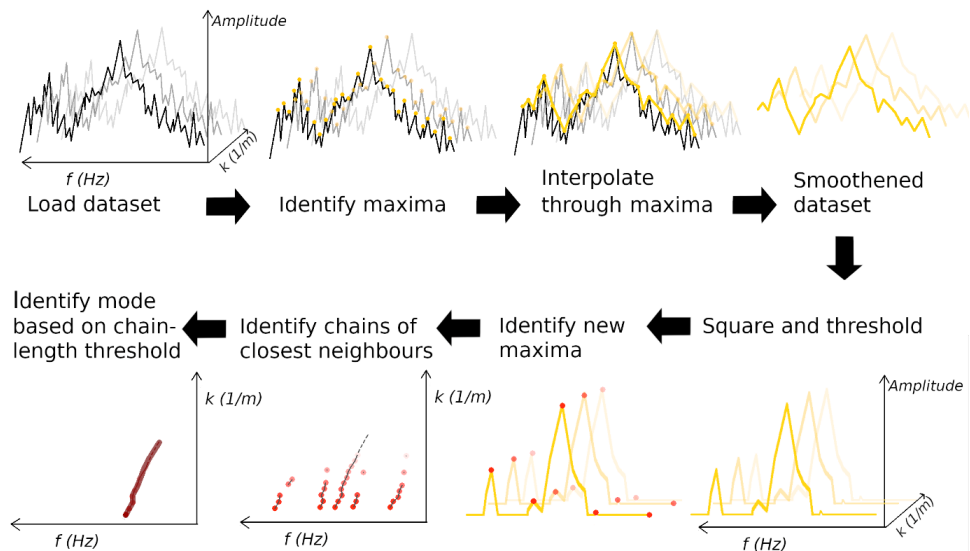 Amplitude
k (1/m)
f (Hz)
Load dataset
Identify maxima
Interpolate
through maxima
Smoothened
dataset
Square and threshold
Identify new
maxima
Identify chains of
closest neighbours
Identify mode
based on chain-
length threshold
k (1/m)
f (Hz)
k (1/m)
f (Hz)
Amplitude
k (1/m)
f (Hz)